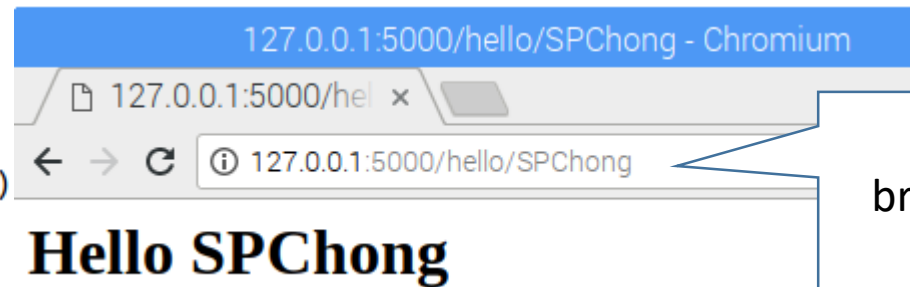 127.0.0.1:5000/hello/SPChong - Chromium
127.0.0.1:5000/hel
127.0.0.1:5000/hello/SPChong
)
br
Hello SPChong